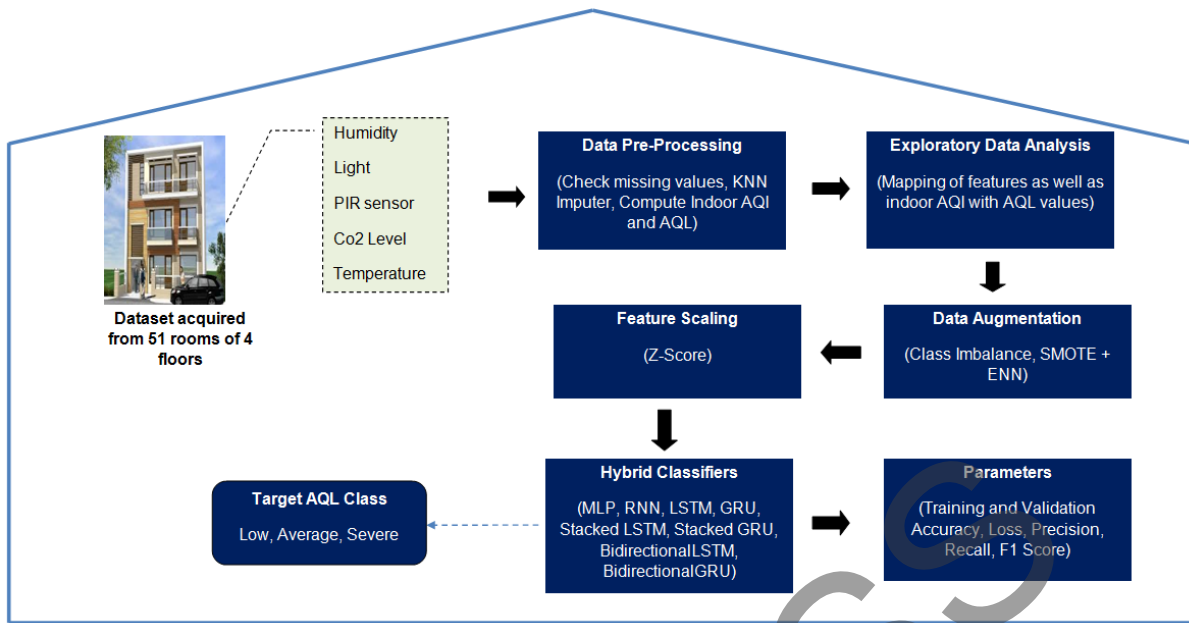 Humidity
Light
PIR sensor
Co2 Level
Temperature
Dataset acquired
from 51 rooms of 4
floors
Data Pre-Processing
(Check missing values, KNN
Imputer, Compute Indoor AQI
and AQL)
Exploratory Data Analysis
(Mapping of features as well as
indoor AQI with AQL values)
Feature Scaling
(Z-Score)
Data Augmentation
(Class Imbalance, SMOTE +
ENN)
Target AQL Class
Low, Average, Severe
Hybrid Classifiers
(MLP, RNN, LSTM, GRU,
Stacked LSTM, Stacked GRU,
BidirectionalLSTM,
BidirectionalGRU)
Parameters
(Training and Validation
Accuracy, Loss, Precision,
Recall, F1 Score)